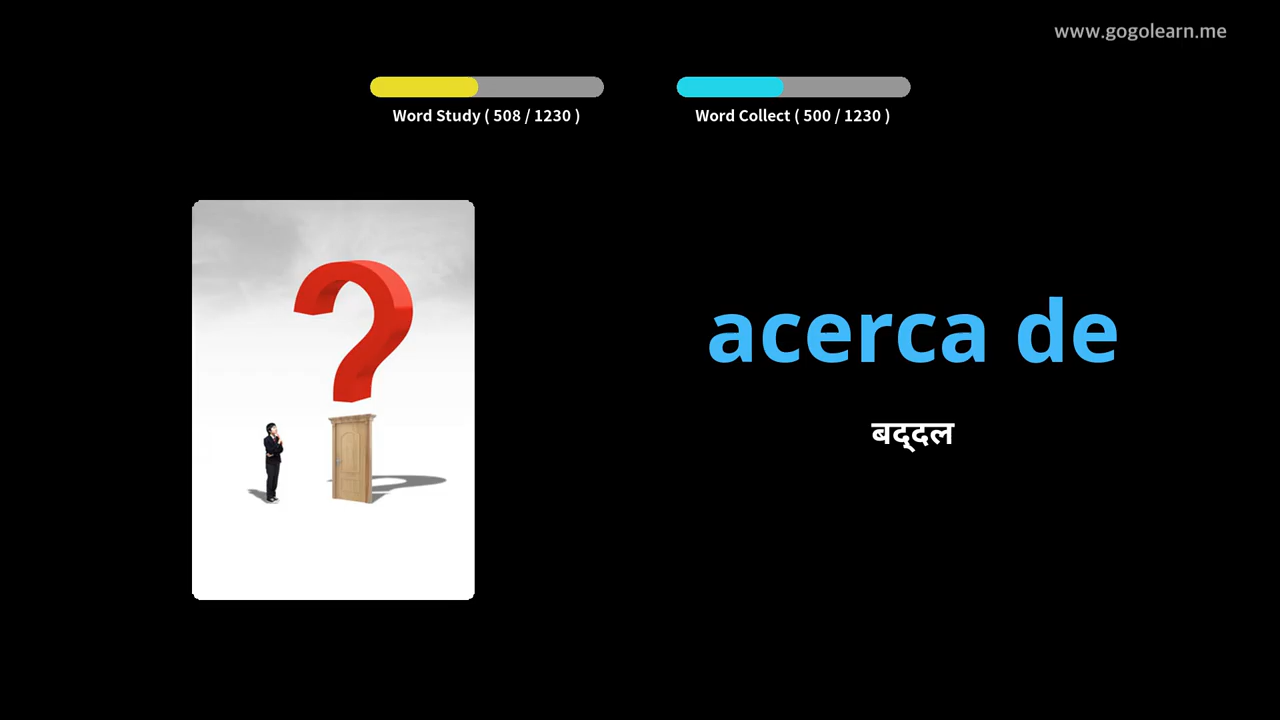 www.gogolearn.me
Word Study ( 508 / 1230 )
Word Collect ( 500 / 1230 )
acerca de
बद्दल